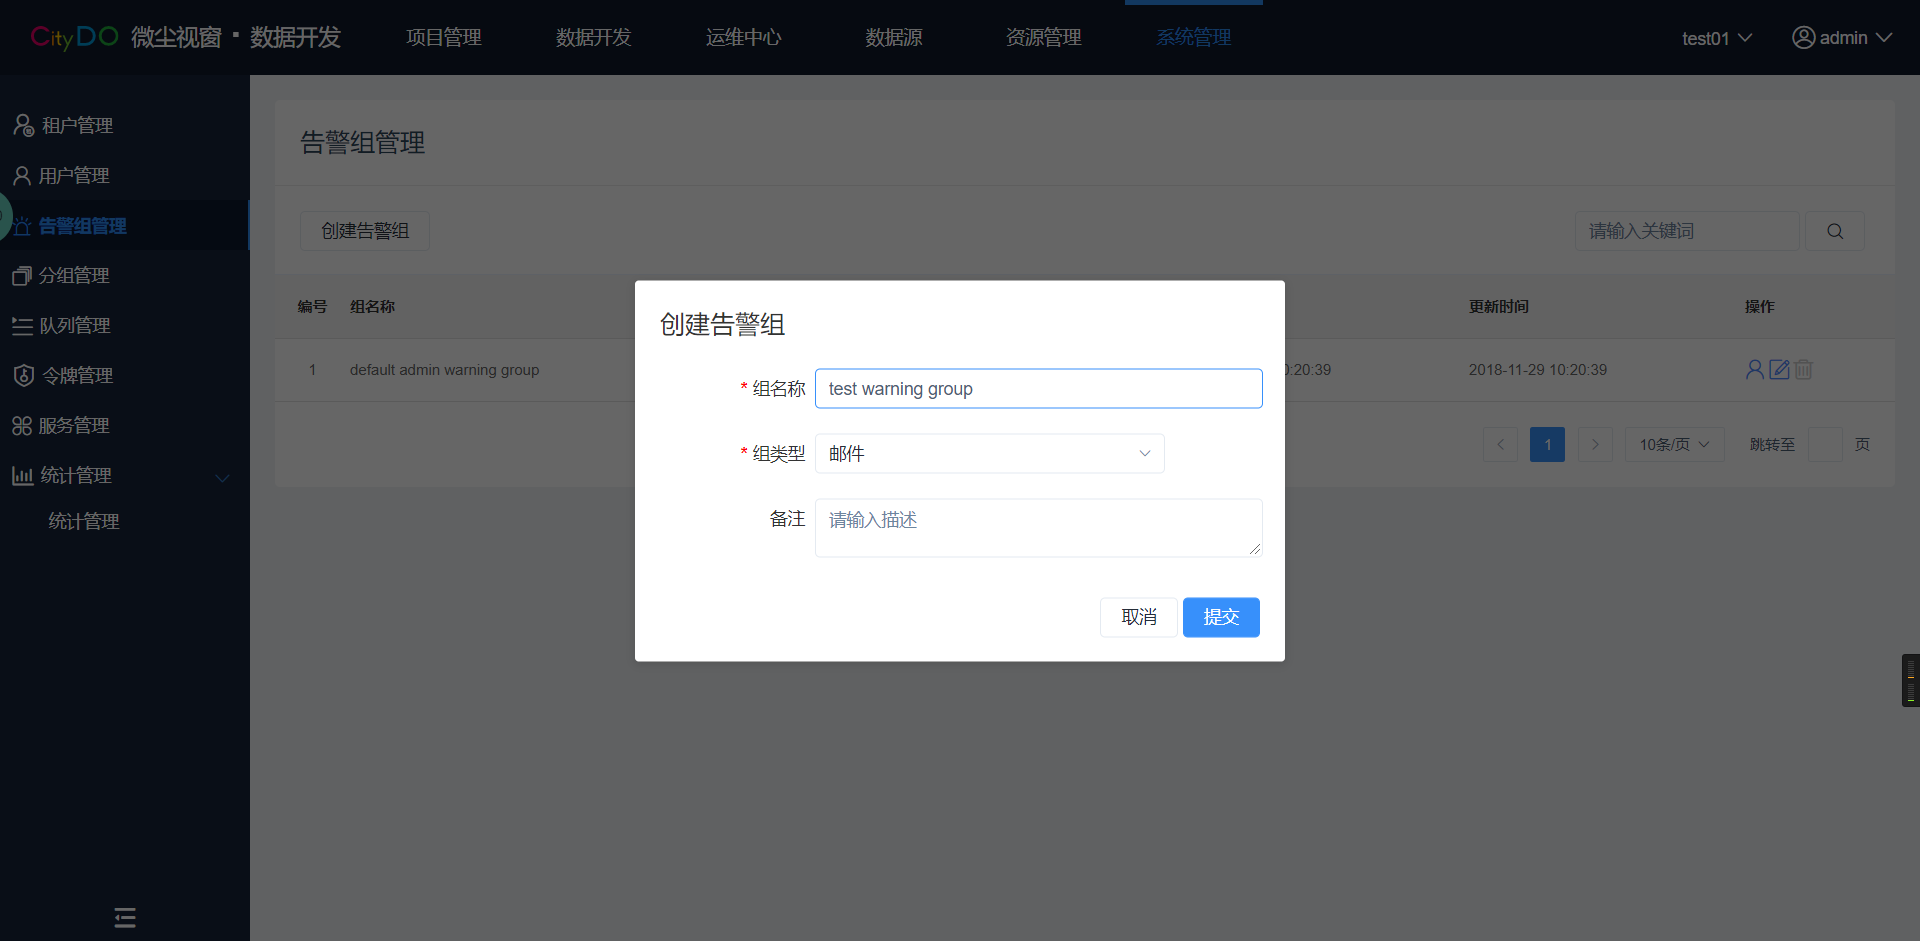 CityDO 微尘视窗 · 数据开发 项目管理 数据开发 运维中心 数据源 资源管理 系统管理 test01 admin
租户管理
用户管理
告警组管理
分组管理
队列管理
令牌管理
服务管理
统计管理
统计管理
告警组管理
创建告警组 请输入关键词
编号 组名称 更新时间 操作
1 default admin warning group :20:39 2018-11-29 10:20:39
1 10条/页 跳转至 页
创建告警组
* 组名称 test warning group
* 组类型 邮件
备注 请输入描述
取消 提交